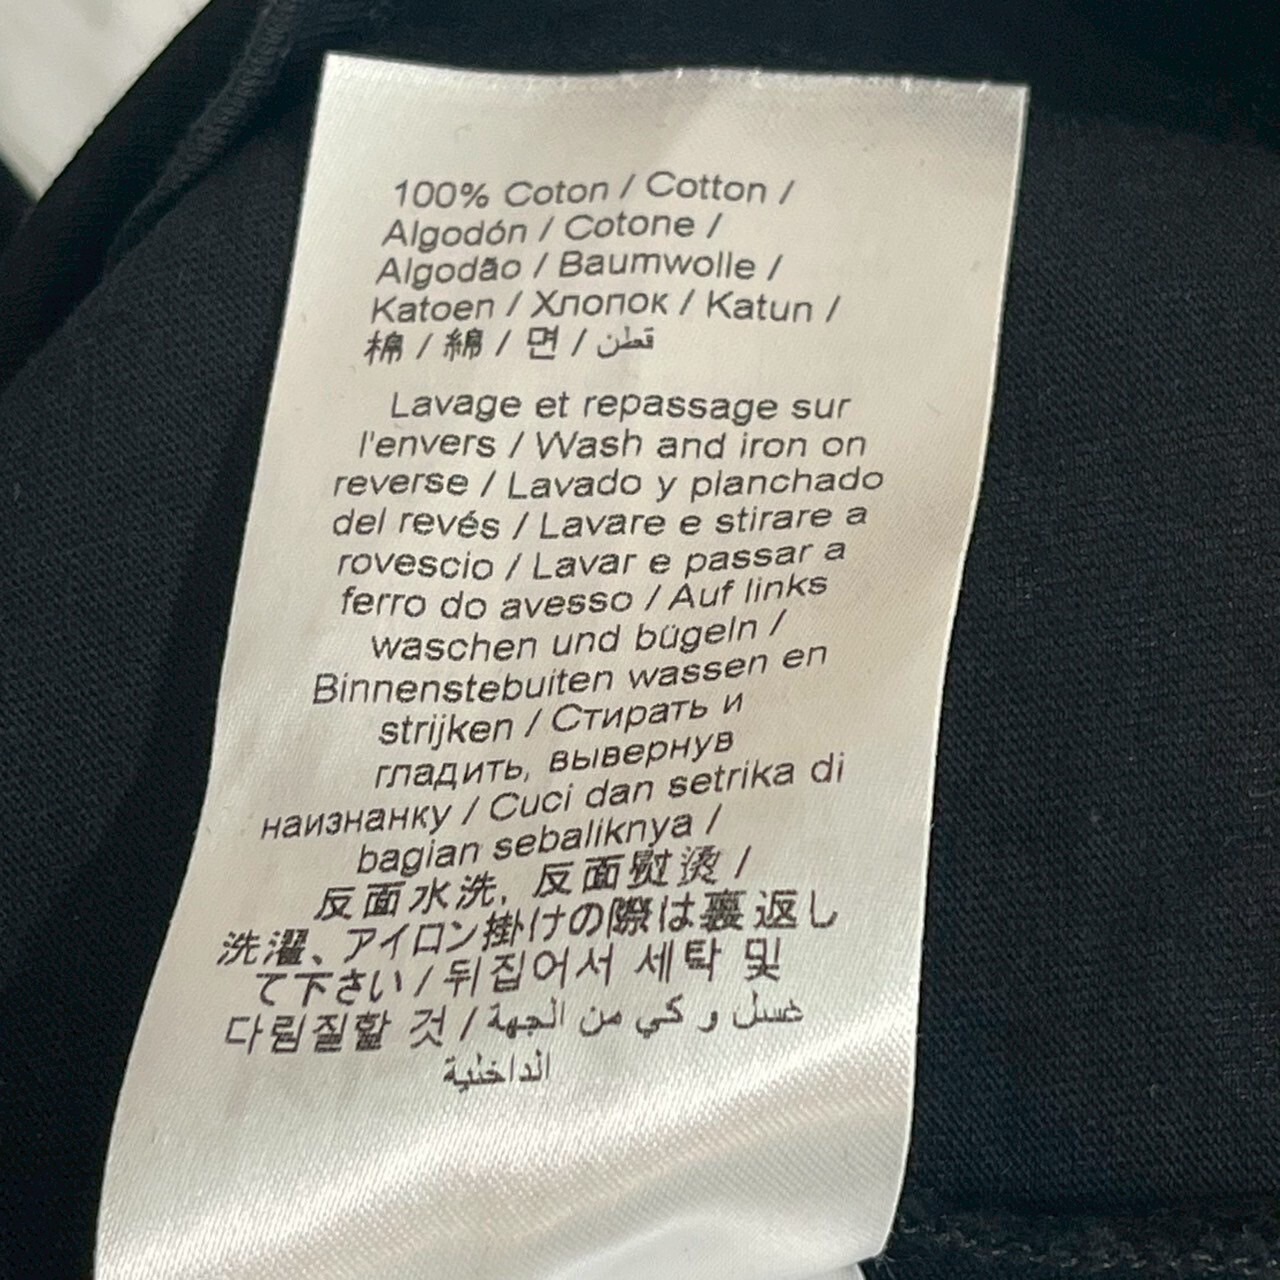 100% Coton / Cotton /
Algodón / Cotone /
Algodão / Baumwolle /
Katoen / Хлопок / Katun /
棉 / 綿 / 면 / قطن
Lavage et repassage sur
l'envers / Wash and iron on
reverse / Lavado y planchado
del revés / Lavare e stirare a
rovescio / Lavar e passar a
ferro do avesso / Auf links
waschen und bügeln /
Binnenstebuiten wassen en
strijken / Стирать и
гладить, вывернув
наизнанку / Cuci dan setrika di
bagian sebaliknya /
反面水洗, 反面熨烫 /
洗濯、アイロン掛けの際は裏返し
て下さい / 뒤집어서 세탁 및
다림질할 것 / غسل و كي من الجهة
الداخلية